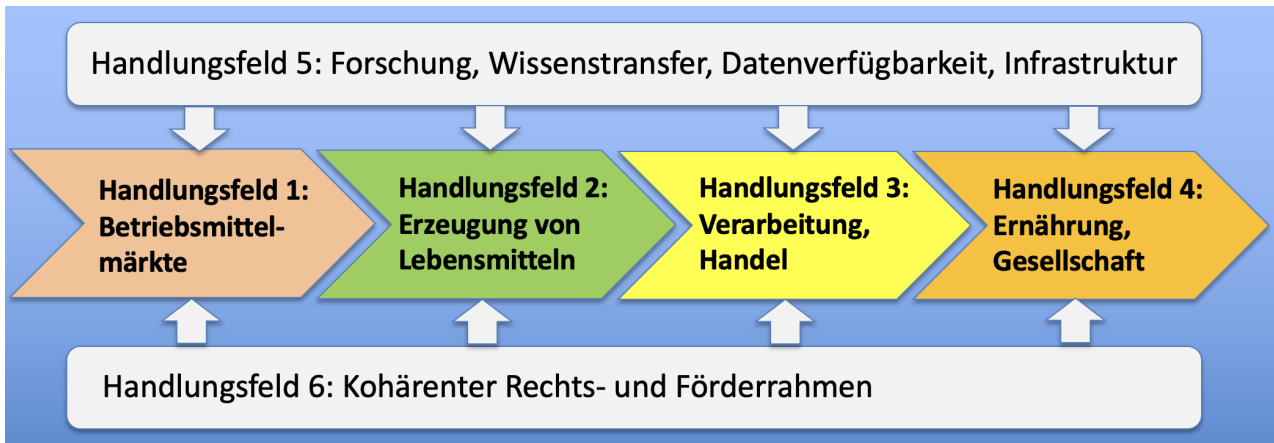 Handlungsfeld 5: Forschung, Wissenstransfer, Datenverfügbarkeit, Infrastruktur
Handlungsfeld 1:
Betriebsmittel-
märkte
Handlungsfeld 2:
Erzeugung von
Lebensmitteln
Handlungsfeld 3:
Verarbeitung,
Handel
Handlungsfeld 4:
Ernährung,
Gesellschaft
Handlungsfeld 6: Kohärenter Rechts- und Förderrahmen